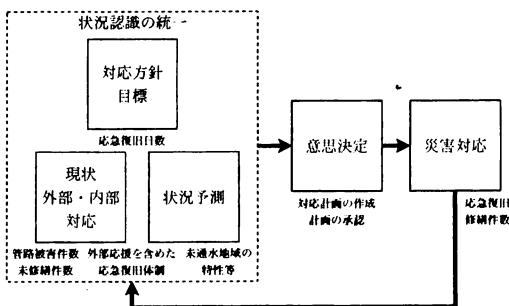 状況認識の統一
対応方針
目標
応急復旧日数
現状
外部・内部
対応
状況予測
管路被害件数
未修繕件数
外部応援を含めた
応急復旧体制
未通水地域の
特性等
意思決定
対応計画の作成
計画の承認
災害対応
応急復旧
修繕件数